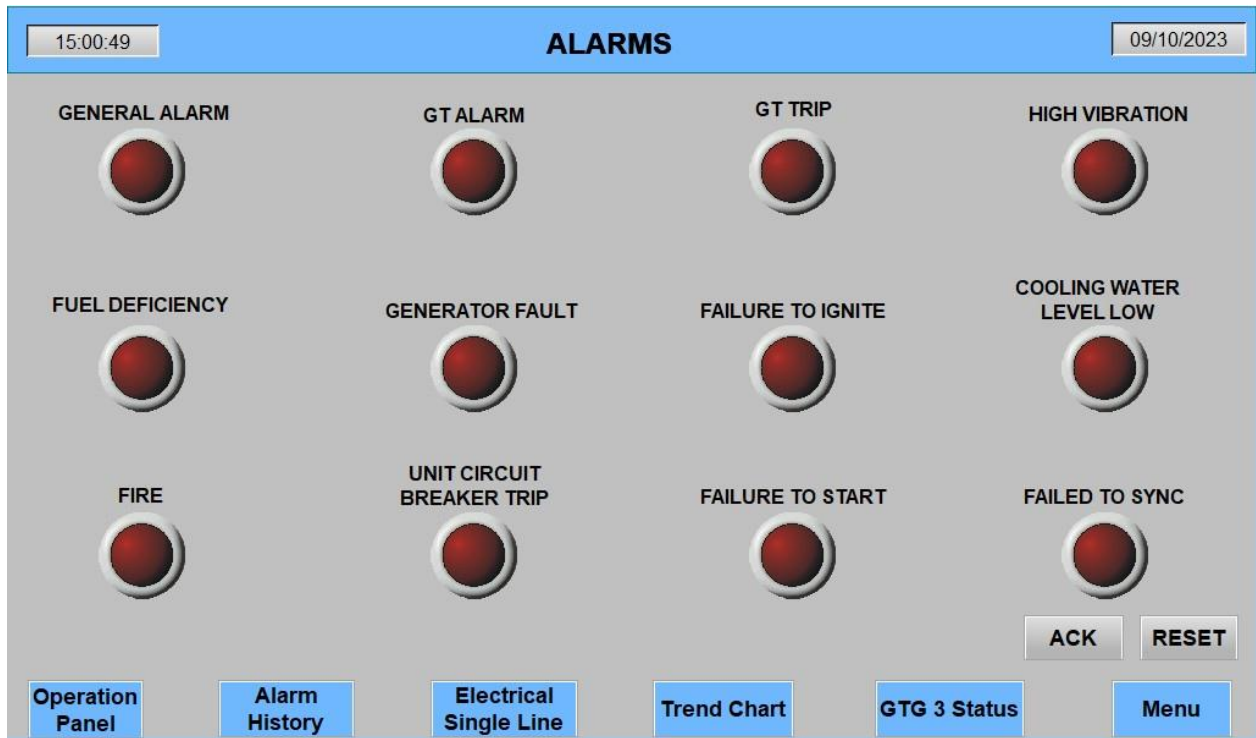 15:00:49
ALARMS
09/10/2023
GENERAL ALARM
GT ALARM
GT TRIP
HIGH VIBRATION
FUEL DEFICIENCY
GENERATOR FAULT
FAILURE TO IGNITE
COOLING WATER
LEVEL LOW
FIRE
UNIT CIRCUIT
BREAKER TRIP
FAILURE TO START
FAILED TO SYNC
ACK
RESET
Operation
Panel
Alarm
History
Electrical
Single Line
Trend Chart
GTG 3 Status
Menu